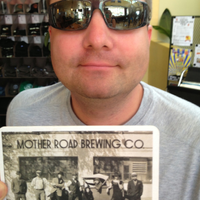 MOTHER ROAD BREWING CO.